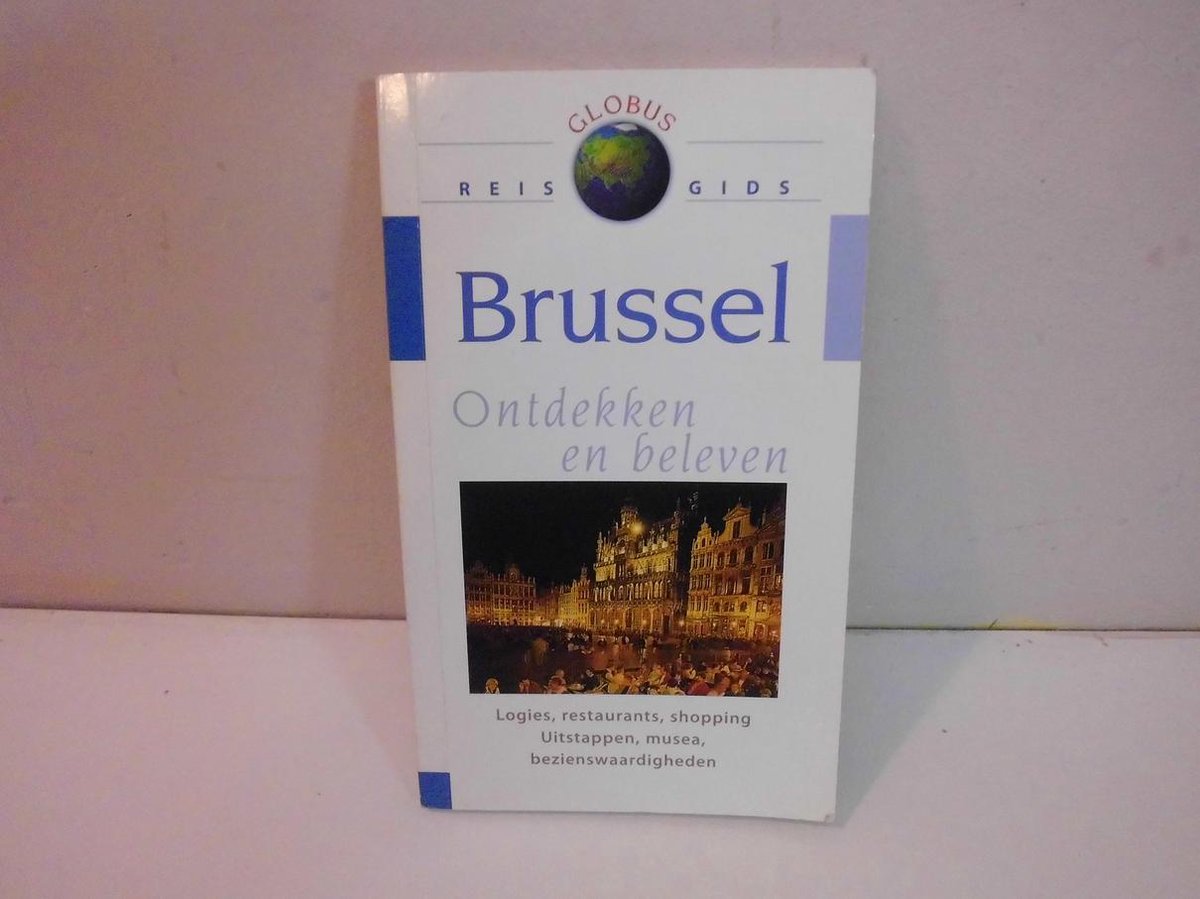 GLOBUS
REIS GIDS
Brussel
Ontdekken
en beleven
Logies, restaurants, shopping
Uitstappen, musea,
bezienswaardigheden